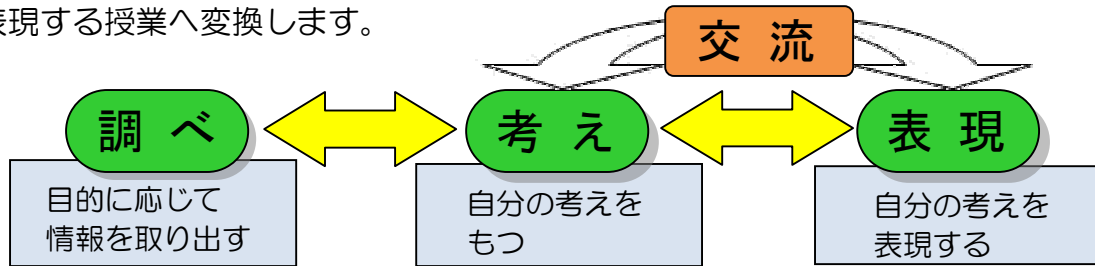 表現する授業へ変換します。
交 流
調 べ
考 え
表 現
目的に応じて
情報を取り出す
自分の考えを
もつ
自分の考えを
表現する